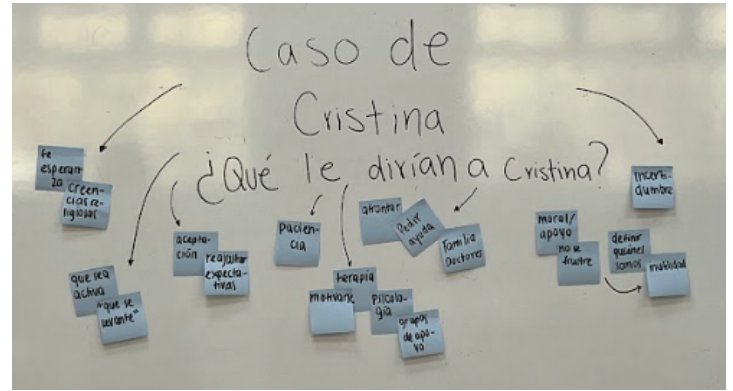 Caso de
Cristina
¿Qué le dirían a Cristina?
fe
esperan-
za
Creen-
cias re-
ligiosas
que sea
activa
"que se
levante"
acepta-
ción
reajustar
expecta-
tivas
Pacien-
cia
afrontar
Pedir
ayuda
Familia
Doctores
terapia
motivarse
Psicolo-
gía
grupos
de apo-
yo
moral/
apoyo
no se
frustre
definir
quienes
somos
Incerti-
dumbre